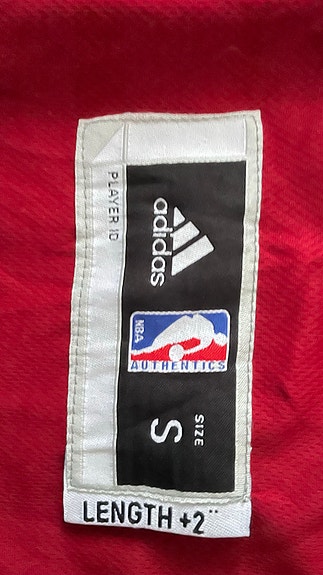 PLAYER ID
adidas
NBA
AUTHENTICS
SIZE
S
LENGTH +2"